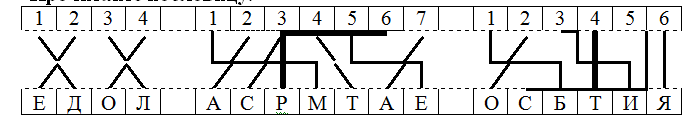 1 2 3 4 1 2 3 4 5 6 7 1 2 3 4 5 6
Е Д О Л А С Р М Т А Е О С Б Т И Я